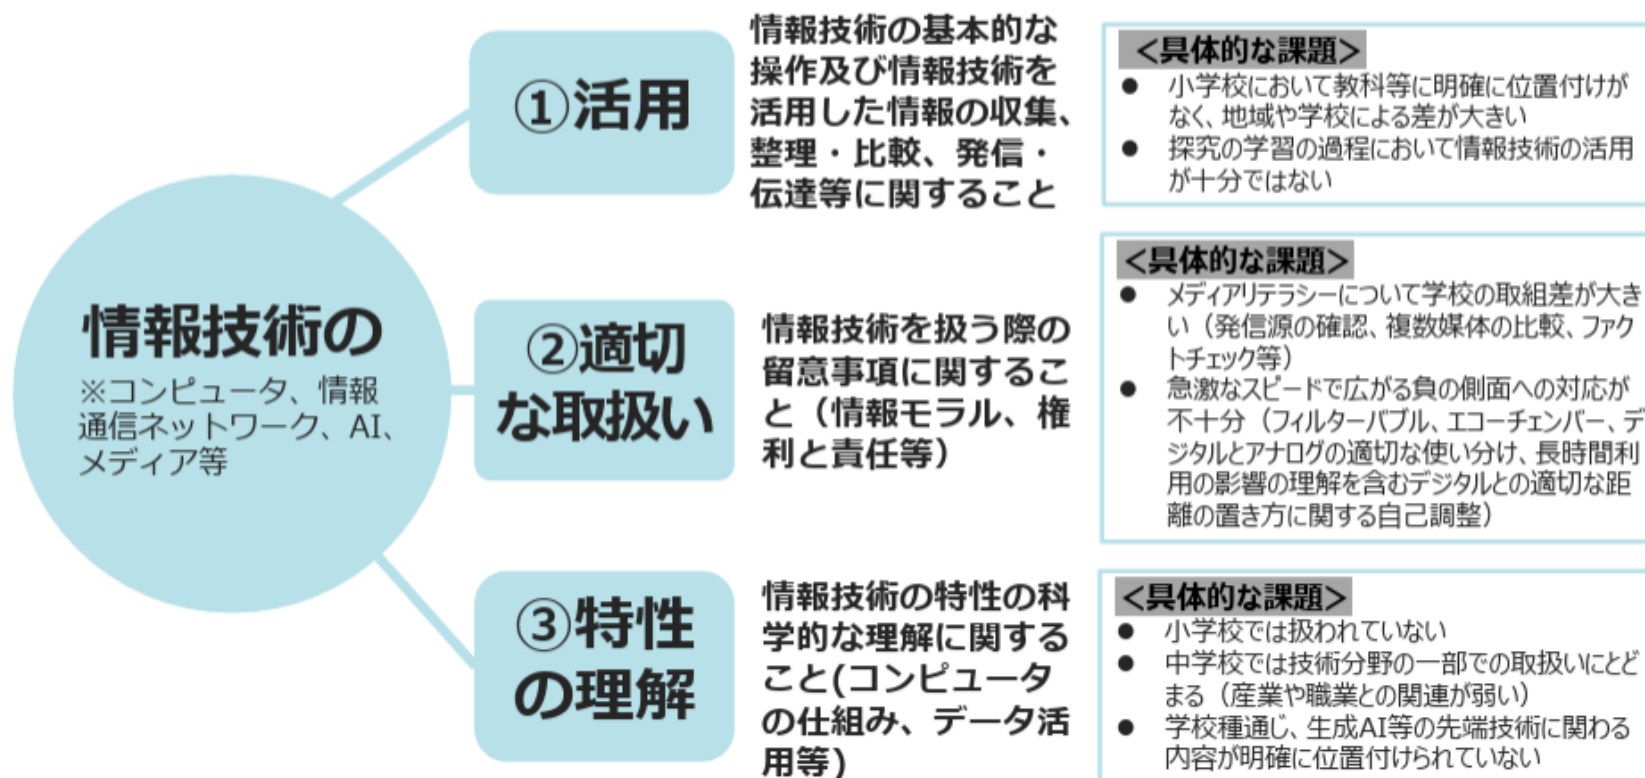 情報技術の
※コンピュータ、情報
通信ネットワーク、AI、
メディア等
①活用
情報技術の基本的な
操作及び情報技術を
活用した情報の収集、
整理・比較、発信・
伝達等に関すること
<具体的な課題>
● 小学校において教科等に明確に位置付けが
なく、地域や学校による差が大きい
● 探究の学習の過程において情報技術の活用
が十分ではない
②適切
な取扱い
情報技術を扱う際の
留意事項に関するこ
と（情報モラル、権
利と責任等）
<具体的な課題>
● メディアリテラシーについて学校の取組差が大き
い（発信源の確認、複数媒体の比較、ファク
トチェック等）
● 急激なスピードで広がる負の側面への対応が
不十分（フィルターバブル、エコーチェンバー、デ
ジタルとアナログの適切な使い分け、長時間利
用の影響の理解を含むデジタルとの適切な距
離の置き方に関する自己調整）
③特性
の理解
情報技術の特性の科
学的な理解に関する
こと(コンピュータ
の仕組み、データ活
用等)
<具体的な課題>
● 小学校では扱われていない
● 中学校では技術分野の一部での取扱いにとど
まる（産業や職業との関連が弱い）
● 学校種通じ、生成AI等の先端技術に関わる
内容が明確に位置付けられていない